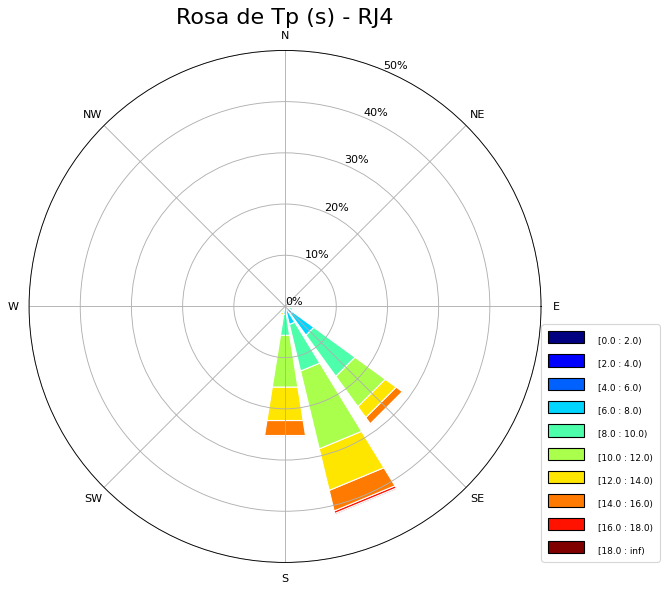 Rosa de Tp (s) - RJ4
N
50%
NW
NE
40%
30%
20%
10%
0%
W
E
[0.0 : 2.0)
[2.0 : 4.0)
[4.0 : 6.0)
[6.0 : 8.0)
[8.0 : 10.0)
[10.0 : 12.0)
[12.0 : 14.0)
[14.0 : 16.0)
[16.0 : 18.0)
[18.0 : inf)
SW
SE
S